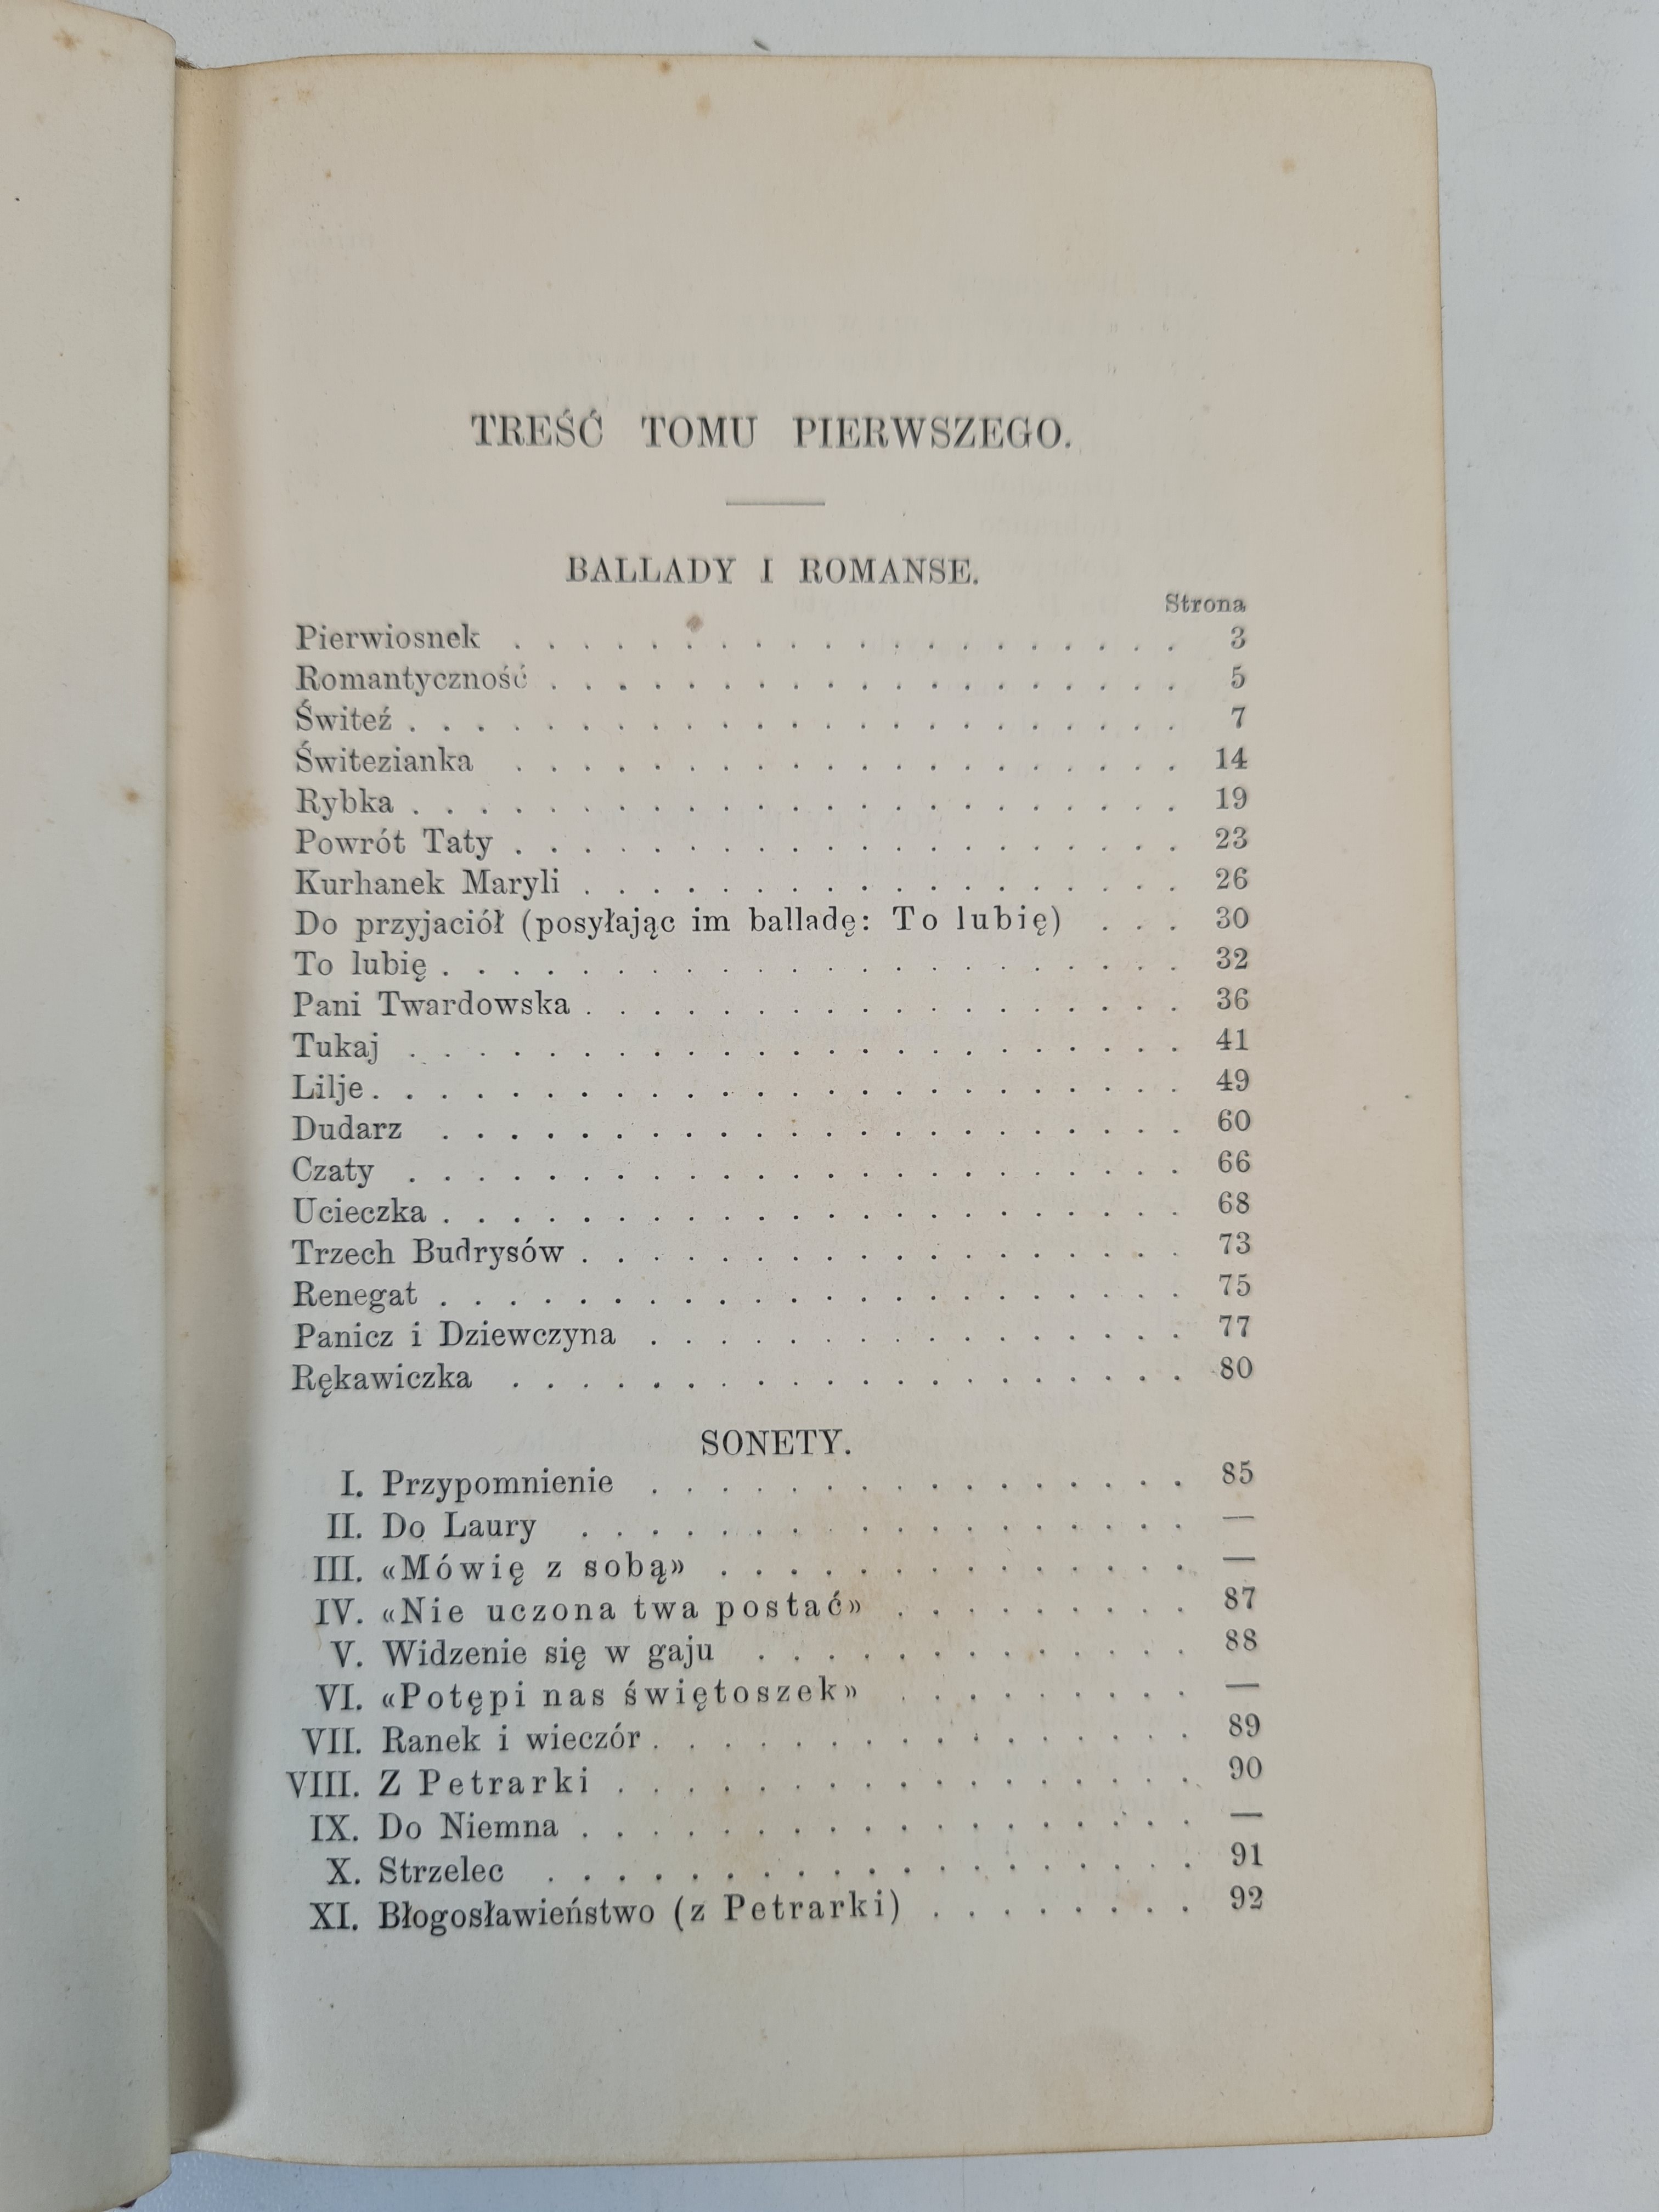 TREŚĆ TOMU PIERWSZEGO.
BALLADY I ROMANSE.
Strona
Pierwiosnek . . . . . . . . . . . . . . . . . . . . 3
Romantyczność . . . . . . . . . . . . . . . . . . 5
Świteź . . . . . . . . . . . . . . . . . . . . . . . 7
Świtezianka . . . . . . . . . . . . . . . . . . . . 14
Rybka . . . . . . . . . . . . . . . . . . . . . . . 19
Powrót Taty . . . . . . . . . . . . . . . . . . . . 23
Kurhanek Maryli . . . . . . . . . . . . . . . . . . 26
Do przyjaciół (posyłając im balladę: To lubię) . . . 30
To lubię . . . . . . . . . . . . . . . . . . . . . . 32
Pani Twardowska . . . . . . . . . . . . . . . . . . 36
Tukaj . . . . . . . . . . . . . . . . . . . . . . . 41
Lilje . . . . . . . . . . . . . . . . . . . . . . . . 49
Dudarz . . . . . . . . . . . . . . . . . . . . . . 60
Czaty . . . . . . . . . . . . . . . . . . . . . . . 66
Ucieczka . . . . . . . . . . . . . . . . . . . . . . 68
Trzech Budrysów . . . . . . . . . . . . . . . . . . 73
Renegat . . . . . . . . . . . . . . . . . . . . . . 75
Panicz i Dziewczyna . . . . . . . . . . . . . . . . 77
Rękawiczka . . . . . . . . . . . . . . . . . . . . 80
SONETY.
I. Przypomnienie . . . . . . . . . . . . . . . . 85
II. Do Laury . . . . . . . . . . . . . . . . . . —
III. «Mówię z sobą» . . . . . . . . . . . . . . —
IV. «Nie uczona twa postać» . . . . . . . . . 87
V. Widzenie się w gaju . . . . . . . . . . . . . 88
VI. «Potępi nas świętoszek» . . . . . . . . . —
VII. Ranek i wieczór . . . . . . . . . . . . . . . . 89
VIII. Z Petrarki . . . . . . . . . . . . . . . . . 90
IX. Do Niemna . . . . . . . . . . . . . . . . . . —
X. Strzelec . . . . . . . . . . . . . . . . . . . 91
XI. Błogosławieństwo (z Petrarki) . . . . . . . . 92